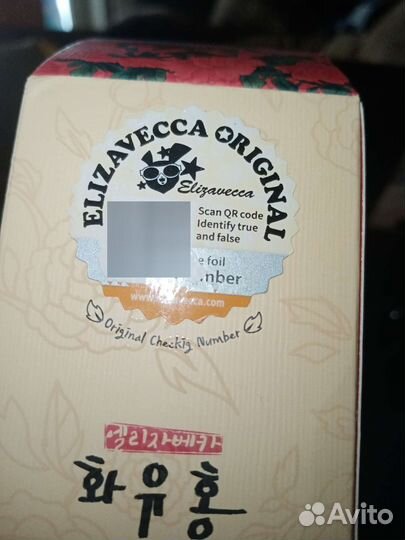 ELIZAVECCA ORIGINAL
Elizavecca
Scan QR code
Identify true
and false
e foil
mber
Original Checkig Number
엘리자베카
화유홍
Avito